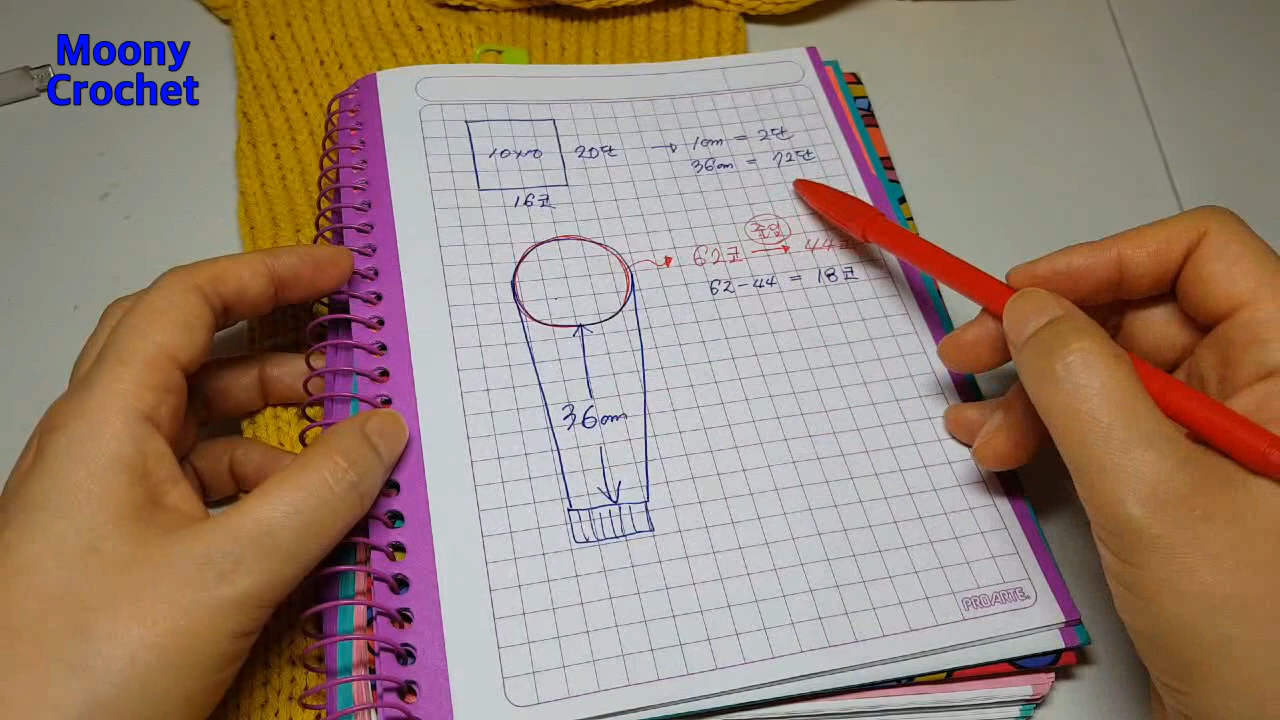 Moony
Crochet
10x10
20단
→ 1cm = 2단
36cm = 72단
16코
줄임
62코 → 44코
62-44 = 18코
36cm
PROARTE